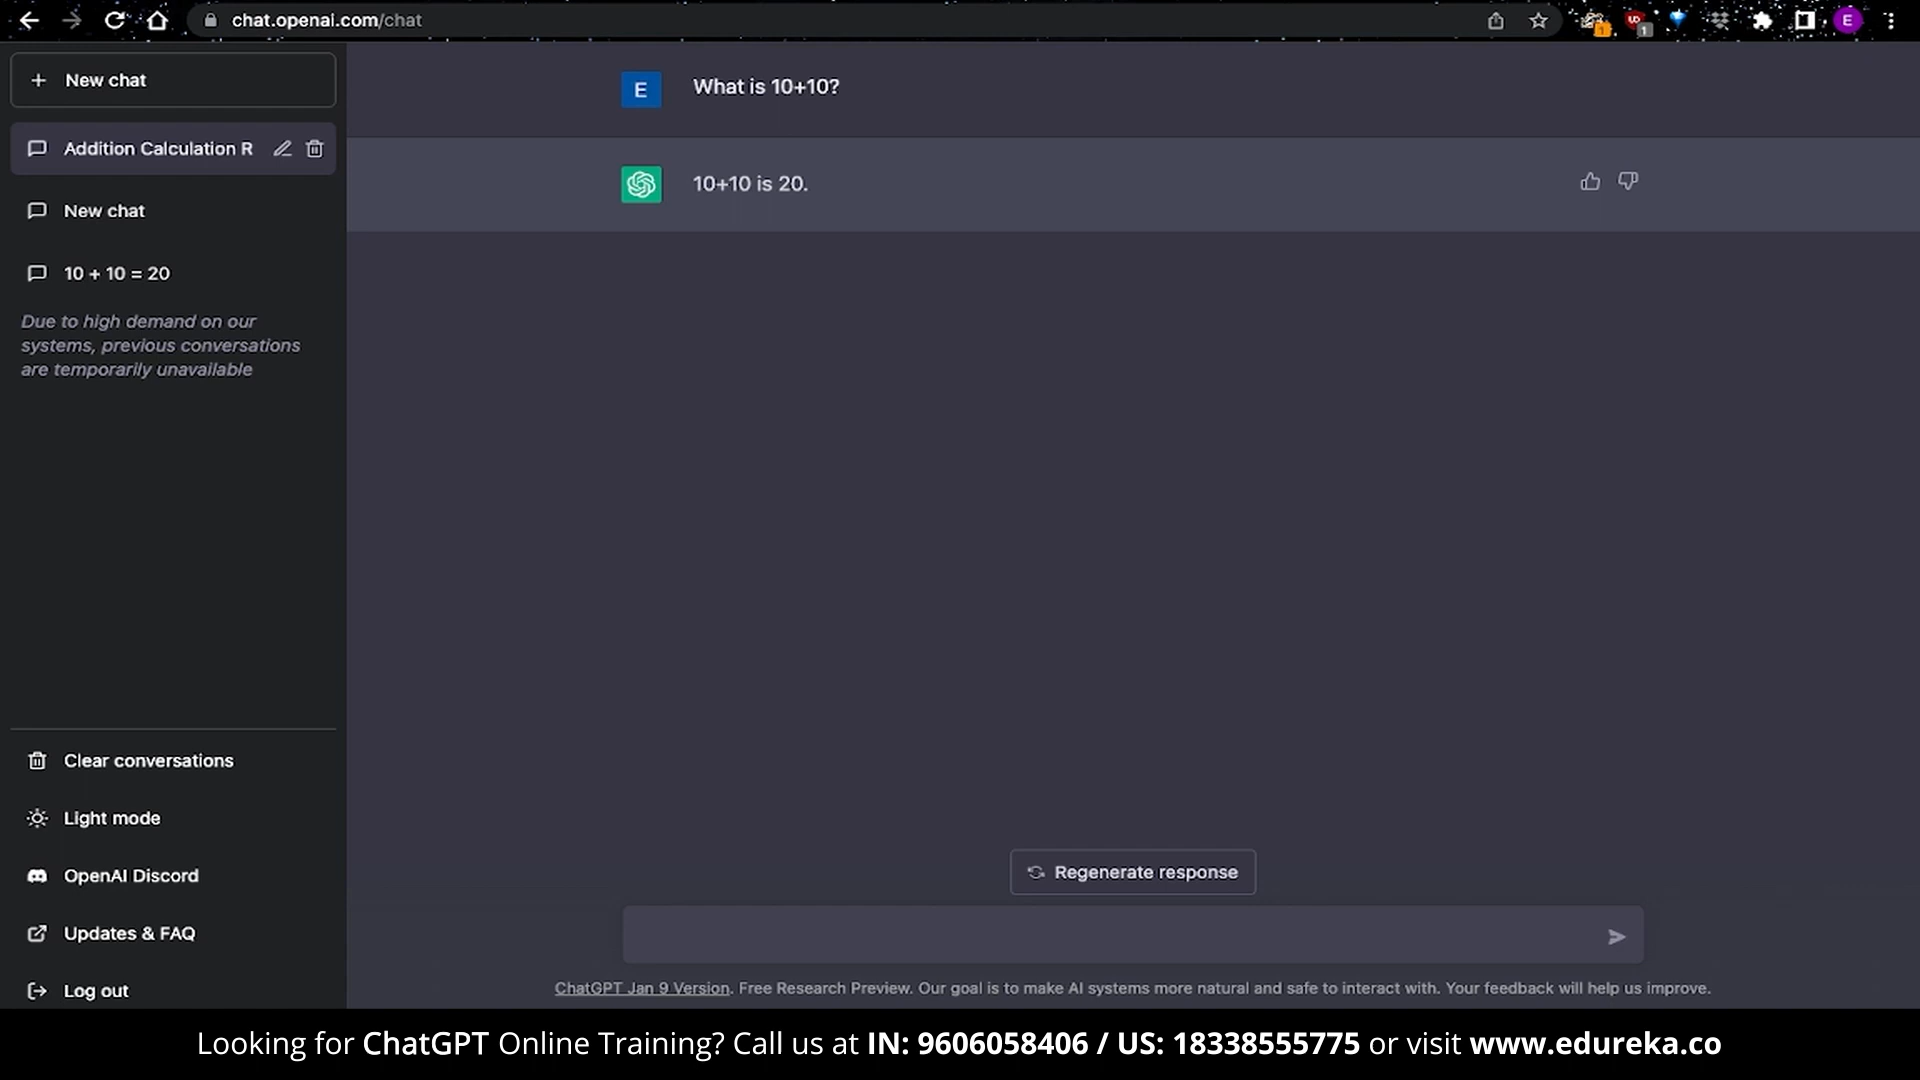 chat.openai.com/chat
1
1
E
New chat
Addition Calculation R
New chat
10 + 10 = 20
Due to high demand on our
systems, previous conversations
are temporarily unavailable
Clear conversations
Light mode
OpenAI Discord
Updates & FAQ
Log out
E
What is 10+10?
10+10 is 20.
Regenerate response
ChatGPT Jan 9 Version. Free Research Preview. Our goal is to make AI systems more natural and safe to interact with. Your feedback will help us improve.
Looking for ChatGPT Online Training? Call us at IN: 9606058406 / US: 18338555775 or visit www.edureka.co